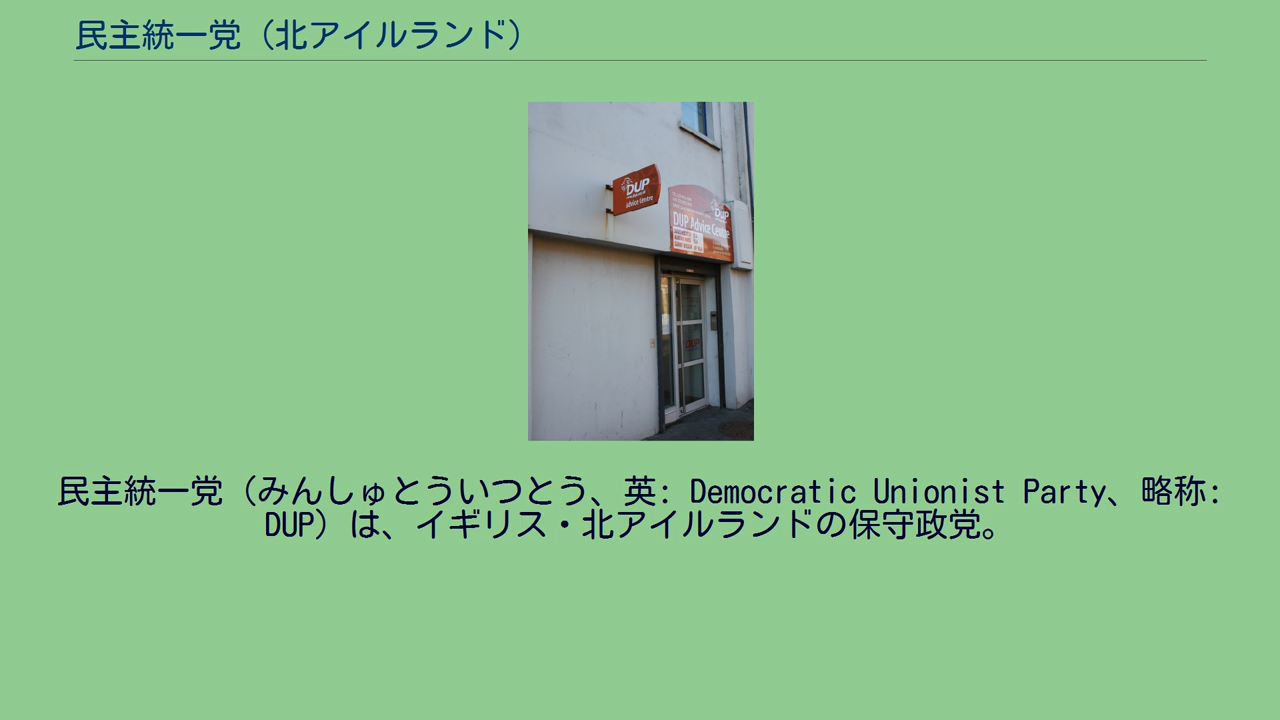 民主統一党（北アイルランド）
DUP
Advice Centre
DUP
DUP Advice Centre
DUP
民主統一党（みんしゅとういつとう、英: Democratic Unionist Party、略称:
DUP）は、イギリス・北アイルランドの保守政党。